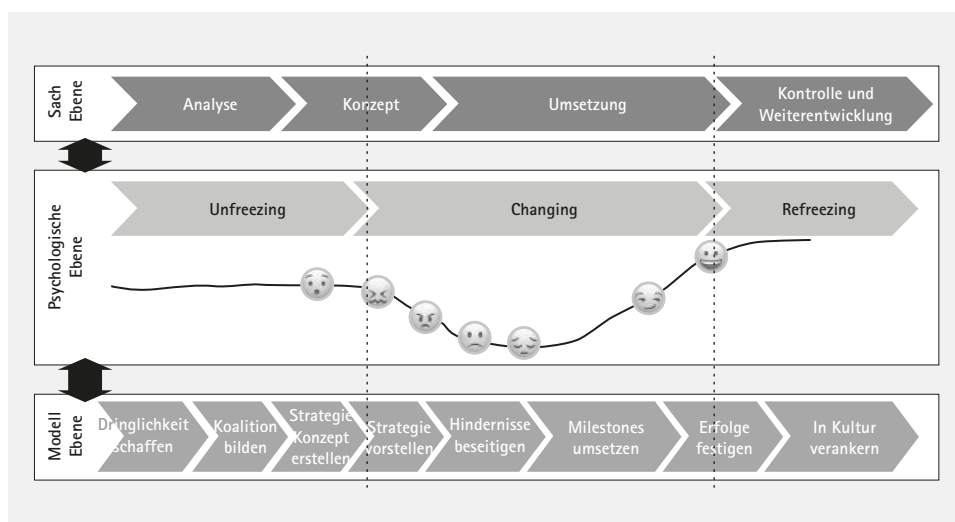 Sach
Ebene
Analyse
Konzept
Umsetzung
Kontrolle und
Weiterentwicklung
Psychologische
Ebene
Unfreezing
Changing
Refreezing
Modell
Ebene
Dringlichkeit
schaffen
Koalition
bilden
Strategie
Konzept
erstellen
Strategie
vorstellen
Hindernisse
beseitigen
Milestones
umsetzen
Erfolge
festigen
In Kultur
verankern